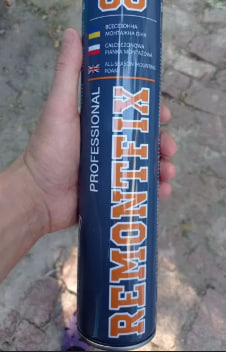 ВСЕСЕЗОННА
МОНТАЖНА ПІНА
CAŁOSEZONOWA
PIANKA MONTAŻOWA
ALL-SEASON MOUNTING
FOAM
PROFESSIONAL
REMONTFIX